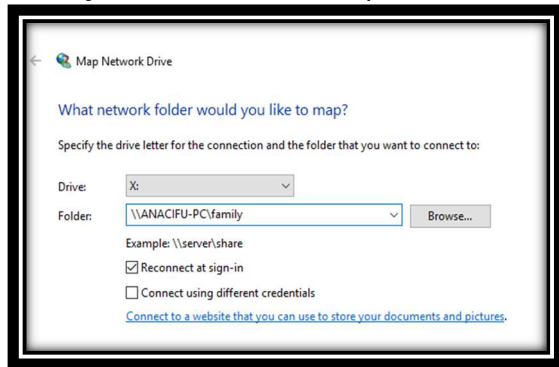 Map Network Drive
What network folder would you like to map?
Specify the drive letter for the connection and the folder that you want to connect to:
Drive: X:
Folder: \\ANACIFU-PC\family Browse...
Example: \\server\share
Reconnect at sign-in
Connect using different credentials
Connect to a website that you can use to store your documents and pictures.